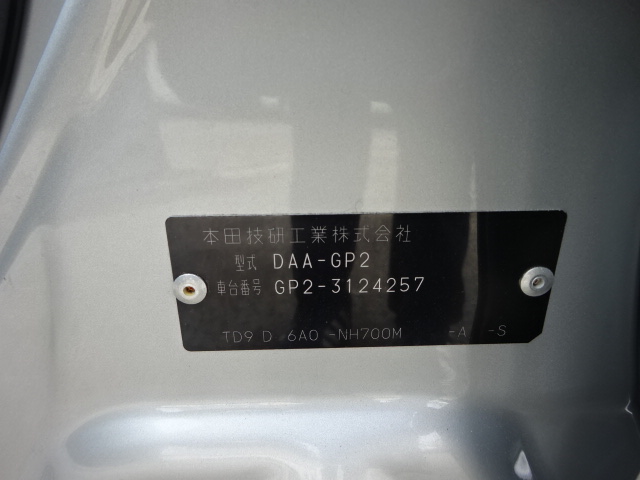 本田技研工業株式会社
型式 DAA-GP2
車台番号 GP2-3124257
TD9 D 6A0 -NH700M -A -S